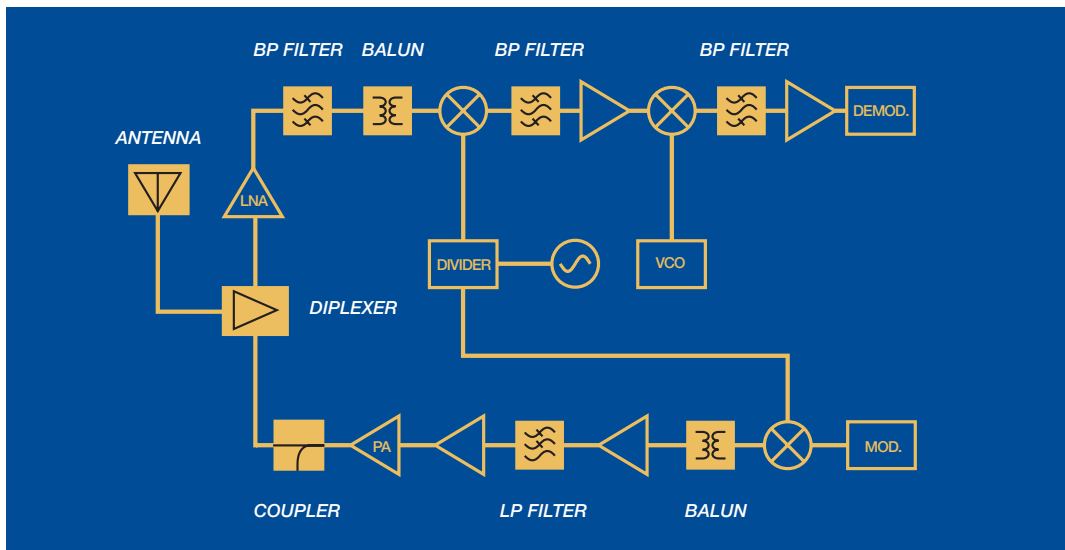 BP FILTER
BALUN
BP FILTER
BP FILTER
DEMOD.
ANTENNA
LNA
DIVIDER
VCO
DIPLEXER
PA
MOD.
COUPLER
LP FILTER
BALUN